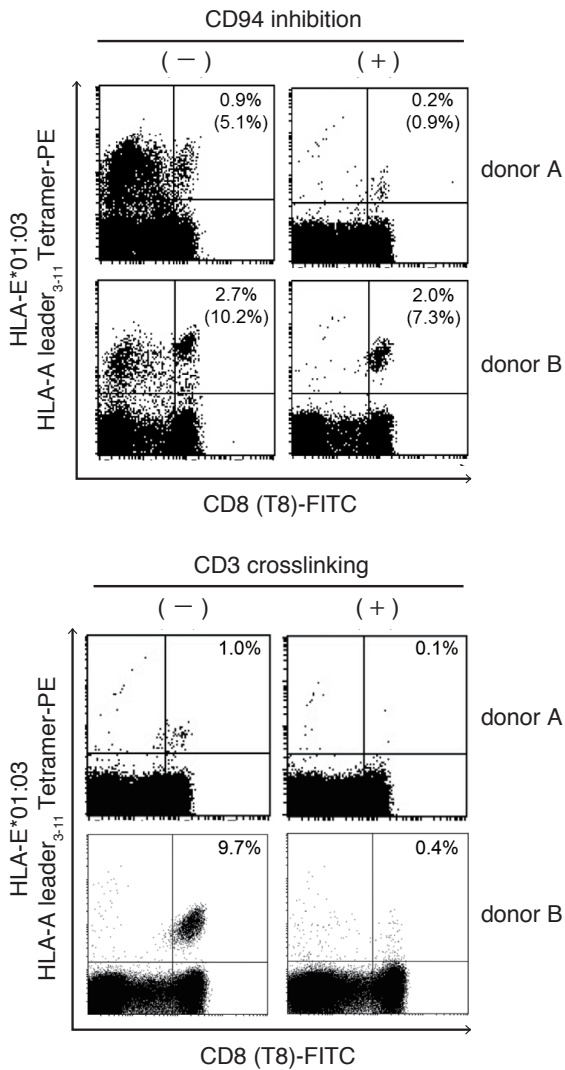 CD94 inhibition
( − ) ( + )
0.9%
(5.1%)
0.2%
(0.9%)
donor A
2.7%
(10.2%)
2.0%
(7.3%)
donor B
HLA-E*01:03
HLA-A leader3-11 Tetramer-PE
CD8 (T8)-FITC
CD3 crosslinking
( − ) ( + )
1.0% 0.1%
donor A
9.7% 0.4%
donor B
HLA-E*01:03
HLA-A leader3-11 Tetramer-PE
CD8 (T8)-FITC